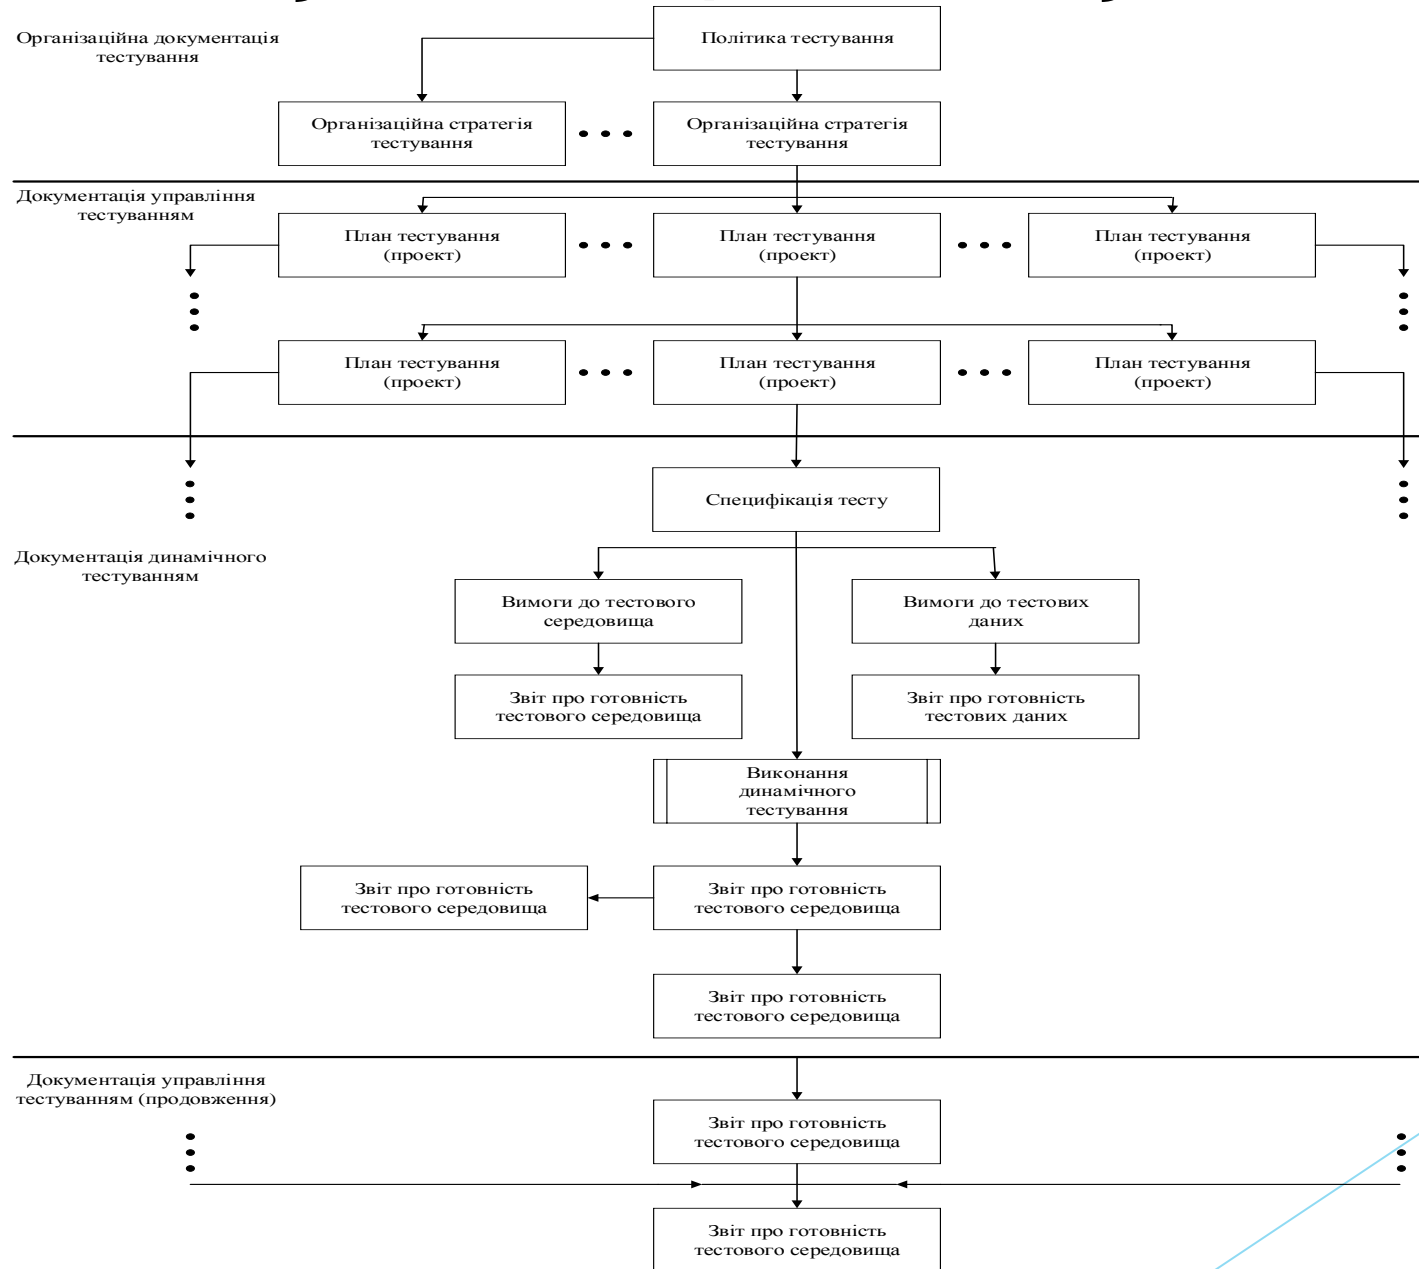 Організаційна документація
тестування
Політика тестування
Організаційна стратегія
тестування
Організаційна стратегія
тестування
Документація управління
тестуванням
План тестування
(проект)
План тестування
(проект)
План тестування
(проект)
План тестування
(проект)
План тестування
(проект)
План тестування
(проект)
Специфікація тесту
Документація динамічного
тестуванням
Вимоги до тестового
середовища
Вимоги до тестових
даних
Звіт про готовність
тестового середовища
Звіт про готовність
тестових даних
Виконання
динамічного
тестування
Звіт про готовність
тестового середовища
Звіт про готовність
тестового середовища
Звіт про готовність
тестового середовища
Документація управління
тестуванням (продовження)
Звіт про готовність
тестового середовища
Звіт про готовність
тестового середовища